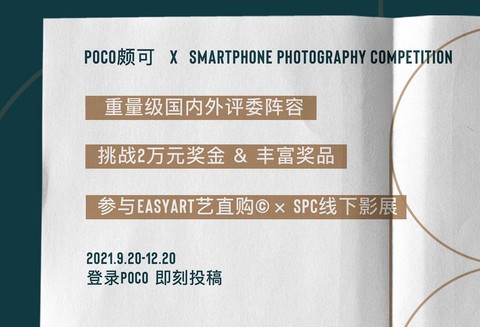 POCO颇可 X SMARTPHONE PHOTOGRAPHY COMPETITION
重量级国内外评委阵容
挑战2万元奖金 & 丰富奖品
参与EASYART艺直购©× SPC线下影展
2021.9.20-12.20
登录POCO 即刻投稿